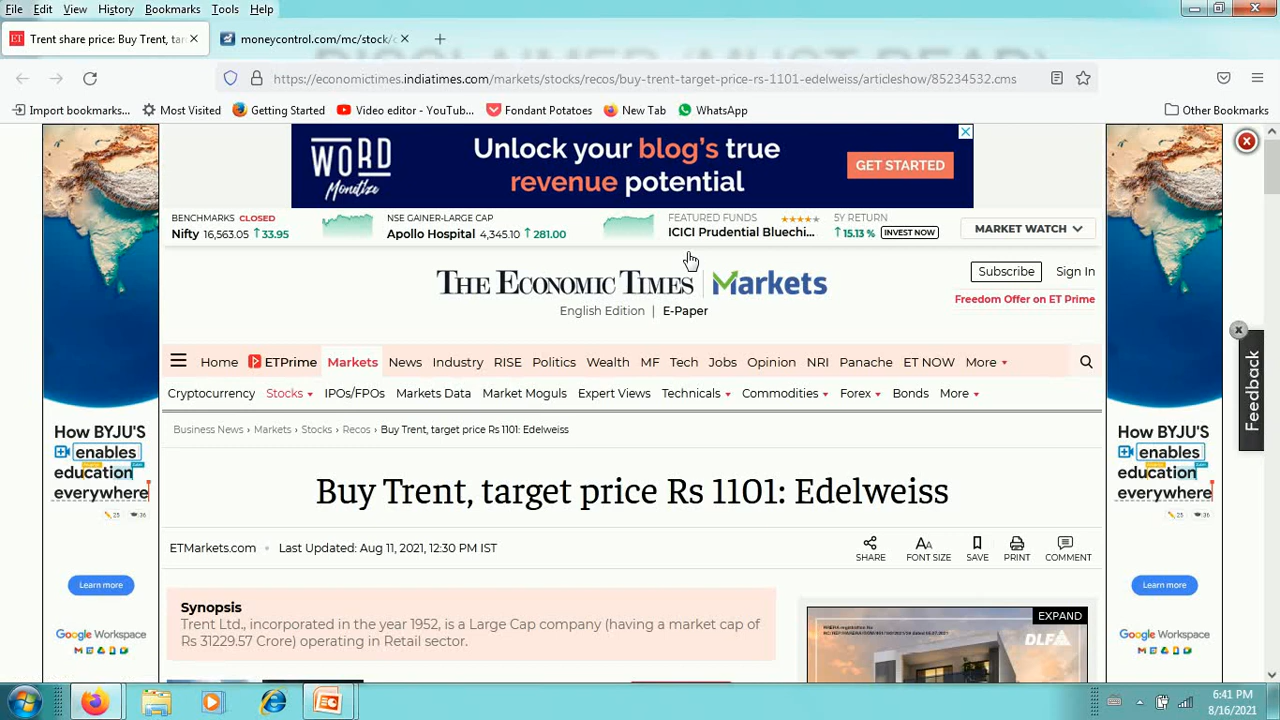 File Edit View History Bookmarks Tools Help
Trent share price: Buy Trent, tar
moneycontrol.com/mc/stock/
https://economictimes.indiatimes.com/markets/stocks/recos/buy-trent-target-price-rs-1101-edelweiss/articleshow/85234532.cms
Import bookmarks... Most Visited Getting Started Video editor - YouT... Fondant Potatoes New Tab WhatsApp Other Bookmarks
WORD Monetize
Unlock your blog's true
revenue potential
GET STARTED
BENCHMARKS CLOSED
Nifty 16,563.05 33.95
NSE GAINER-LARGE CAP
Apollo Hospital 4,345.10 281.00
FEATURED FUNDS
ICICI Prudential Bluechi...
5Y RETURN
15.13 % INVEST NOW
MARKET WATCH
THE ECONOMIC TIMES | Markets
English Edition | E-Paper
Subscribe Sign In
Freedom Offer on ET Prime
Home ETPrime Markets News Industry RISE Politics Wealth MF Tech Jobs Opinion NRI Panache ET NOW More
Cryptocurrency Stocks IPOs/FPOs Markets Data Market Moguls Expert Views Technicals Commodities Forex Bonds More
Business News › Markets › Stocks › Recos › Buy Trent, target price Rs 1101: Edelweiss
Buy Trent, target price Rs 1101: Edelweiss
ETMarkets.com • Last Updated: Aug 11, 2021, 12:30 PM IST
SHARE FONT SIZE SAVE PRINT COMMENT
Synopsis
Trent Ltd., incorporated in the year 1952, is a Large Cap company (having a market cap of
Rs 31229.57 Crore) operating in Retail sector.
EXPAND
DLF
How BYJU'S
enables
education
everywhere
25 36
Learn more
Google Workspace
How BYJU'S
enables
education
everywhere
25 36
Learn more
Google Workspace
Feedback
6:41 PM
8/16/2021